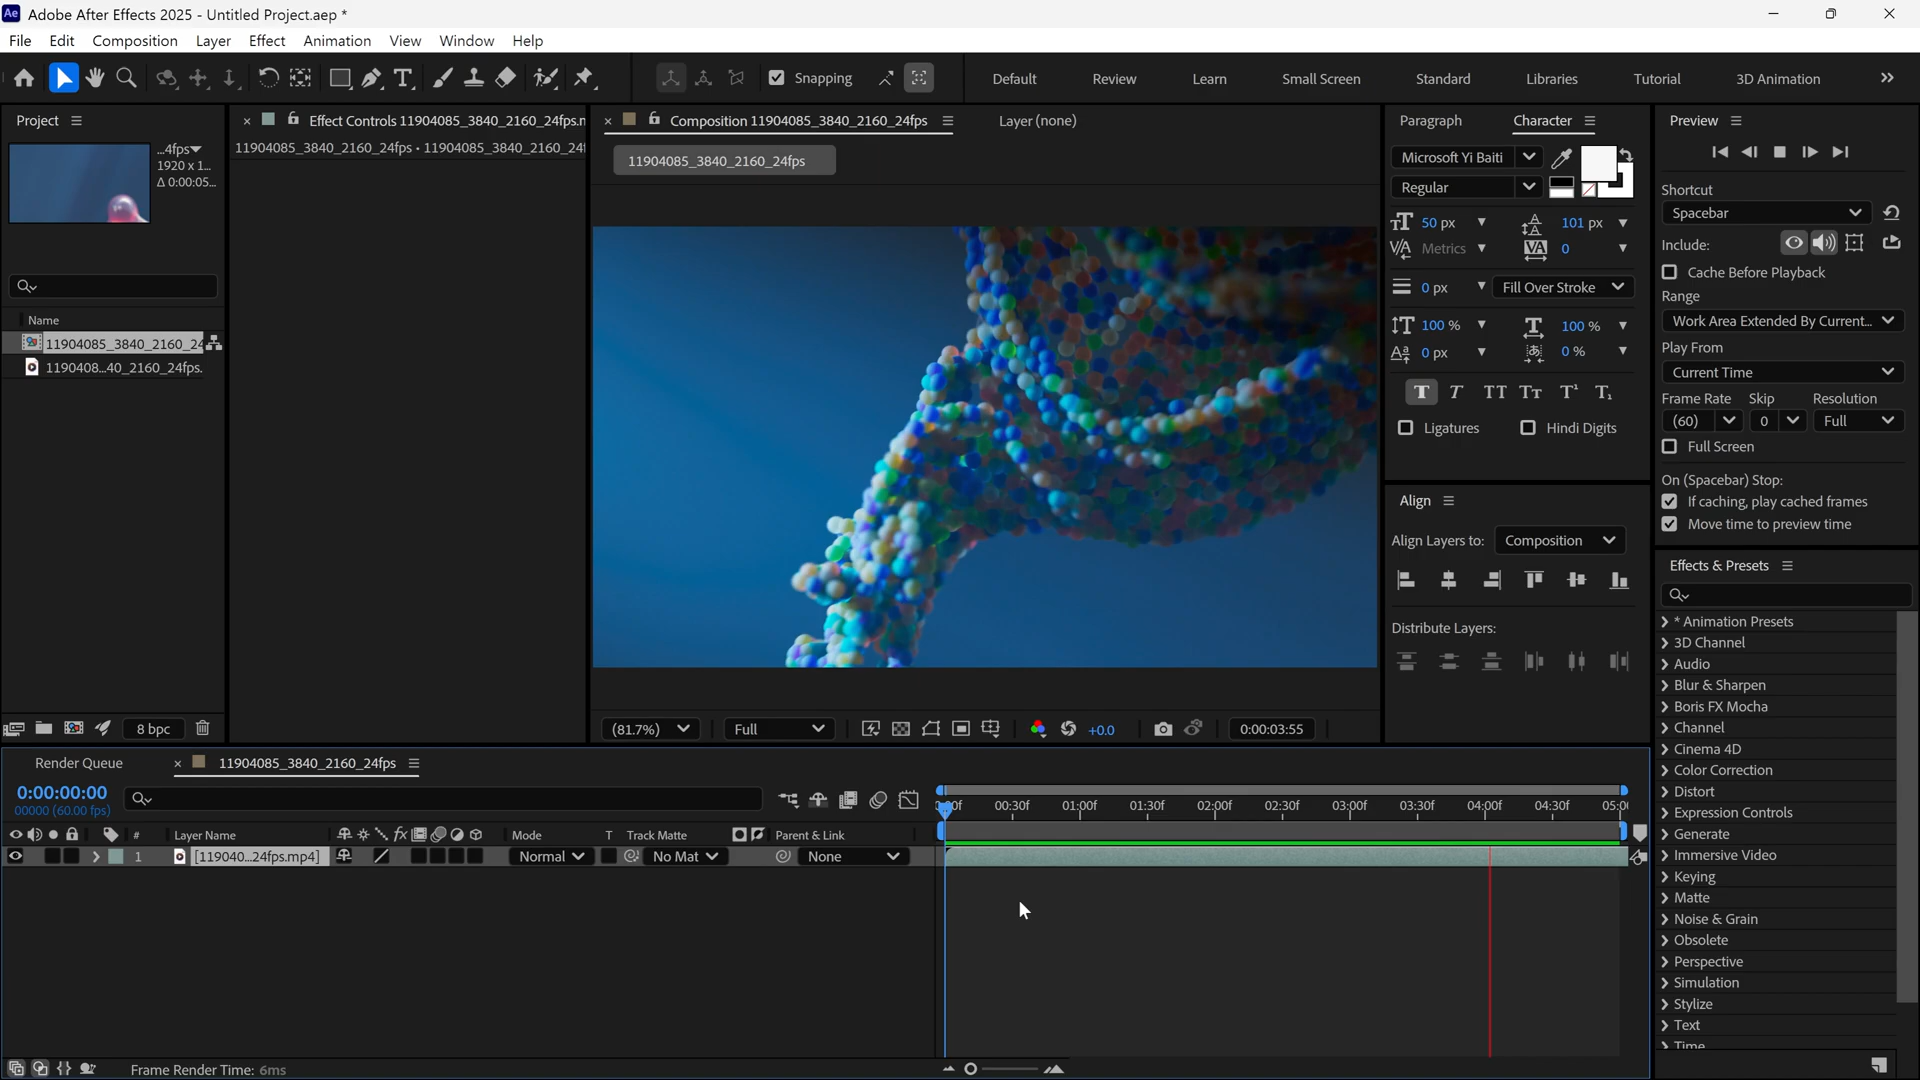 Adobe After Effects 2025 - Untitled Project.aep *
File Edit Composition Layer Effect Animation View Window Help
Snapping
Default Review Learn Small Screen Standard Libraries Tutorial 3D Animation
Project
...4fps
1920 x 1...
Δ 0:00:05...
Name
11904085_3840_2160_24
1190408...40_2160_24fps.
8 bpc
Effect Controls 11904085_3840_2160_24fps.n
11904085_3840_2160_24fps • 11904085_3840_2160_24f
Composition 11904085_3840_2160_24fps
Layer (none)
11904085_3840_2160_24fps
(81.7%) Full +0.0 0:00:03:55
Paragraph Character
Microsoft Yi Baiti
Regular
50 px 101 px
Metrics 0
0 px Fill Over Stroke
100 % 100 %
0 px 0 %
Ligatures Hindi Digits
Align
Align Layers to: Composition
Distribute Layers:
Preview
Shortcut
Spacebar
Include:
Cache Before Playback
Range
Work Area Extended By Current...
Play From
Current Time
Frame Rate Skip Resolution
(60) 0 Full
Full Screen
On (Spacebar) Stop:
If caching, play cached frames
Move time to preview time
Effects & Presets
* Animation Presets
3D Channel
Audio
Blur & Sharpen
Boris FX Mocha
Channel
Cinema 4D
Color Correction
Distort
Expression Controls
Generate
Immersive Video
Keying
Matte
Noise & Grain
Obsolete
Perspective
Simulation
Stylize
Text
Time
Render Queue 11904085_3840_2160_24fps
0:00:00:00
00000 (60.00 fps)
00:30f 01:00f 01:30f 02:00f 02:30f 03:00f 03:30f 04:00f 04:30f
# Layer Name Mode T Track Matte Parent & Link
1 [119040...24fps.mp4] Normal No Mat None
Frame Render Time: 6ms